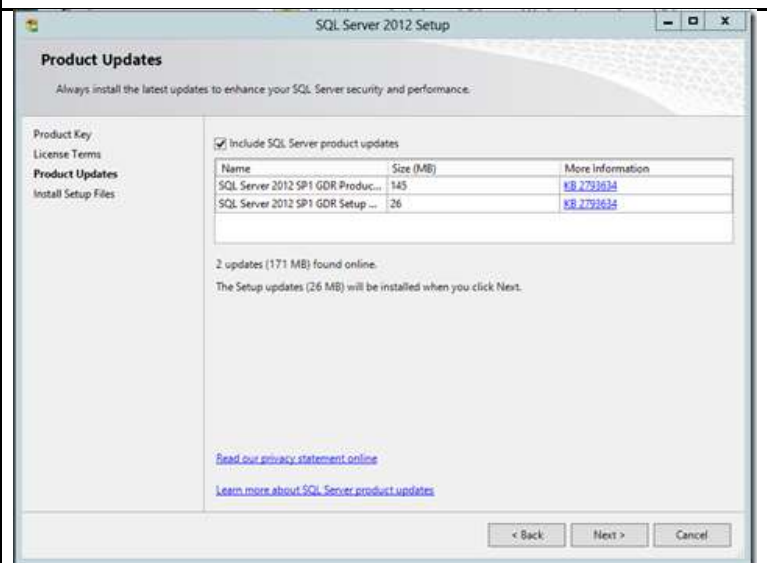 SQL Server 2012 Setup
Product Updates
Always install the latest updates to enhance your SQL Server security and performance.
Product Key
License Terms
Product Updates
Install Setup Files
Include SQL Server product updates
Name Size (MB) More Information
SQL Server 2012 SP1 GDR Produc... 145 KB 2793634
SQL Server 2012 SP1 GDR Setup ... 26 KB 2793634
2 updates (171 MB) found online.
The Setup updates (26 MB) will be installed when you click Next.
Read our privacy statement online
Learn more about SQL Server product updates
< Back Next > Cancel